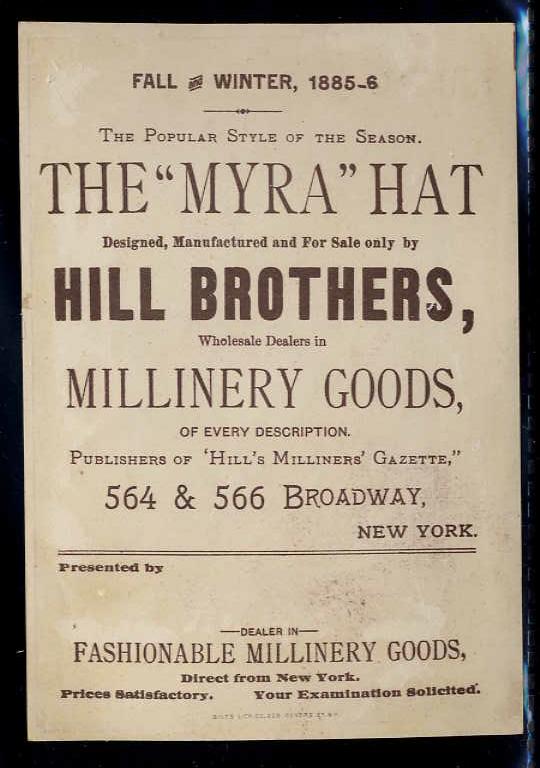 FALL AND WINTER, 1885-6
THE POPULAR STYLE OF THE SEASON.
THE "MYRA" HAT
Designed, Manufactured and For Sale only by
HILL BROTHERS,
Wholesale Dealers in
MILLINERY GOODS,
OF EVERY DESCRIPTION.
PUBLISHERS OF 'HILL'S MILLINERS' GAZETTE,"
564 & 566 BROADWAY,
NEW YORK.
Presented by
DEALER IN
FASHIONABLE MILLINERY GOODS,
Direct from New York.
Prices Satisfactory. Your Examination Solicited.